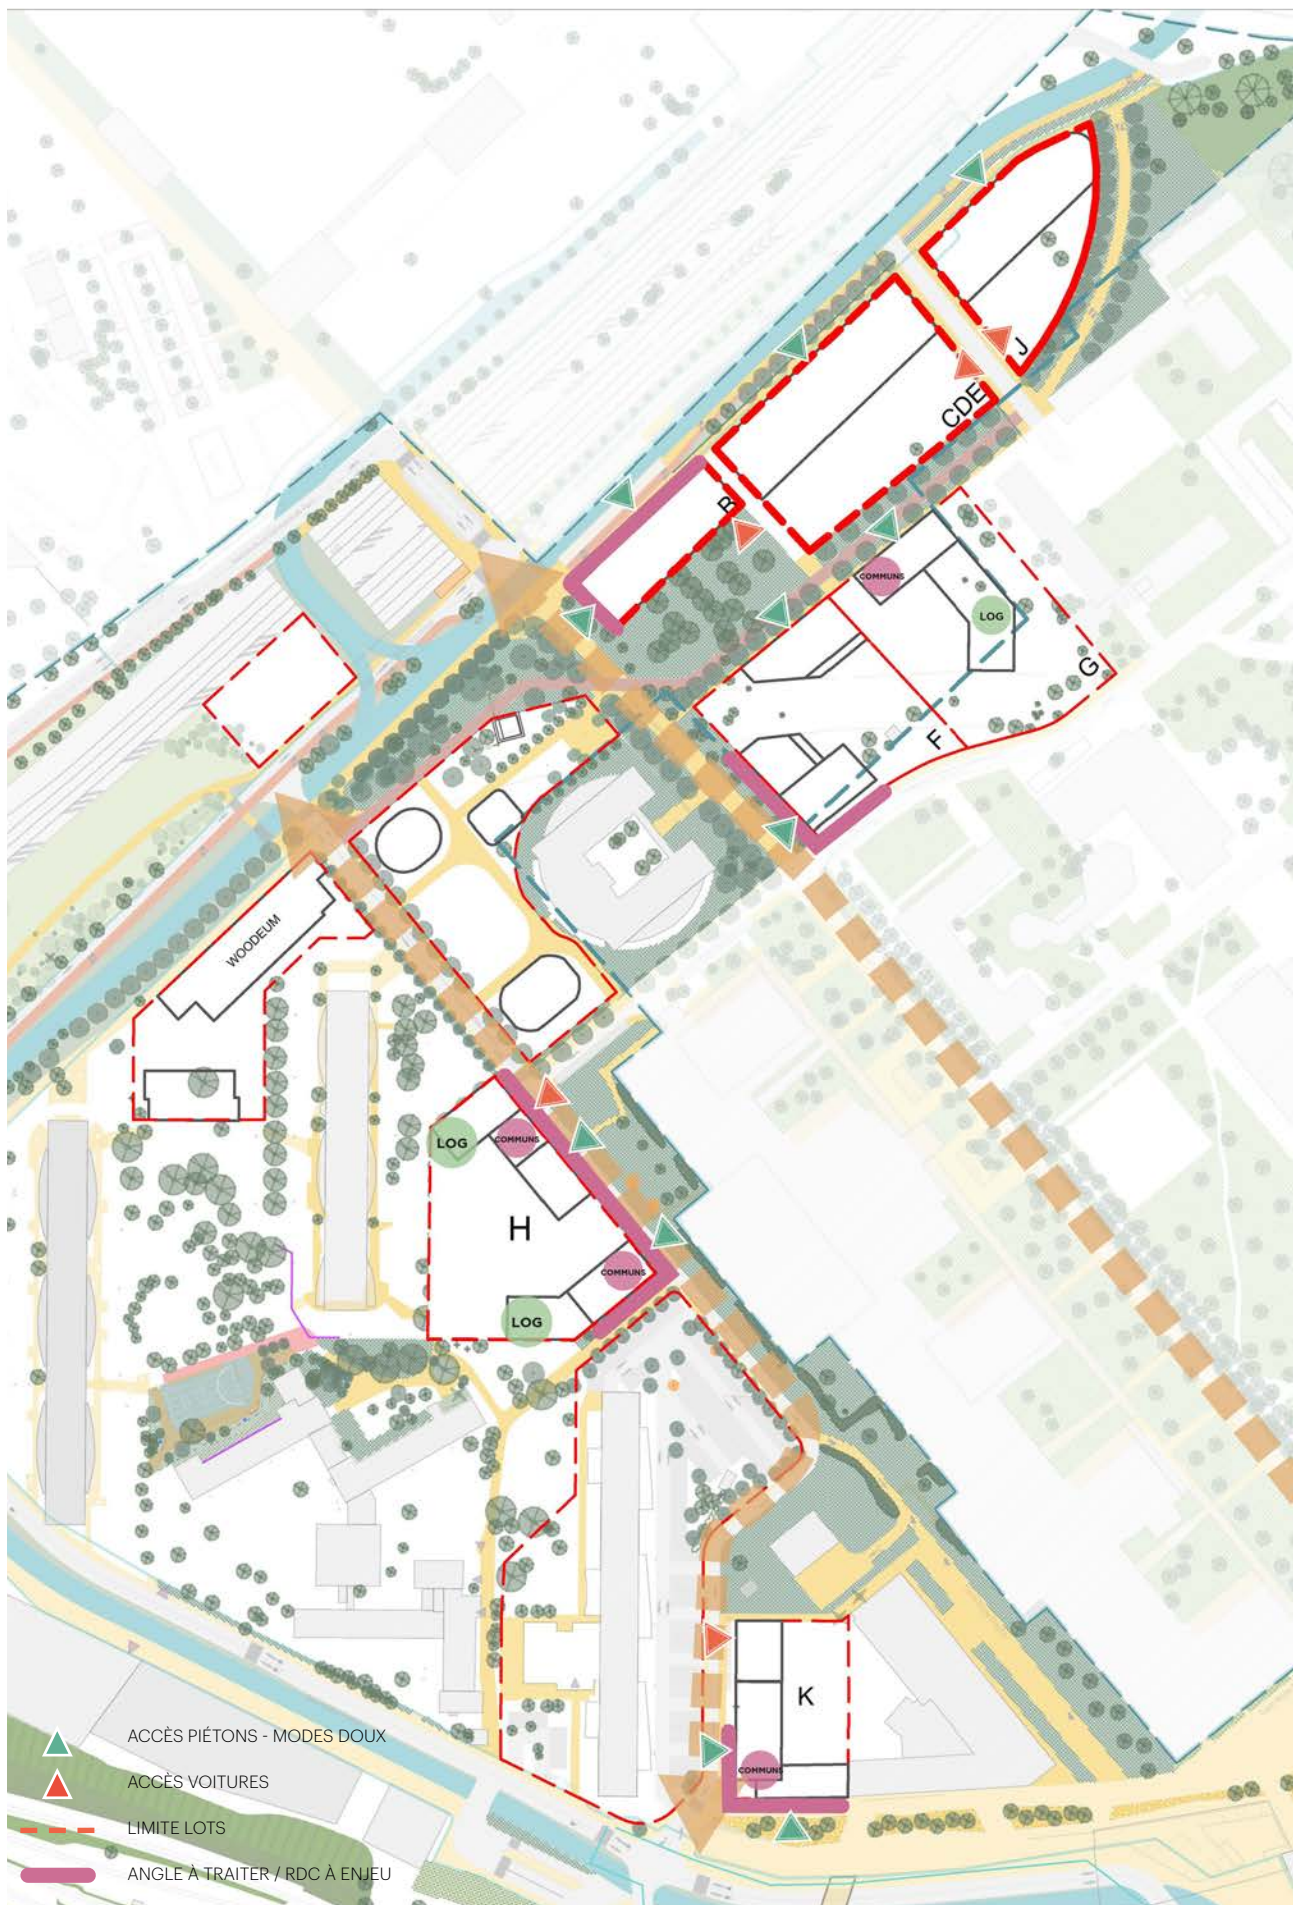 J
CDE
B
COMMUNS
LOG
G
F
WOODEUM
LOG
COMMUNS
H
COMMUNS
LOG
K
COMMUNS
ACCÈS PIÉTONS - MODES DOUX
ACCÈS VOITURES
LIMITE LOTS
ANGLE À TRAITER / RDC À ENJEU